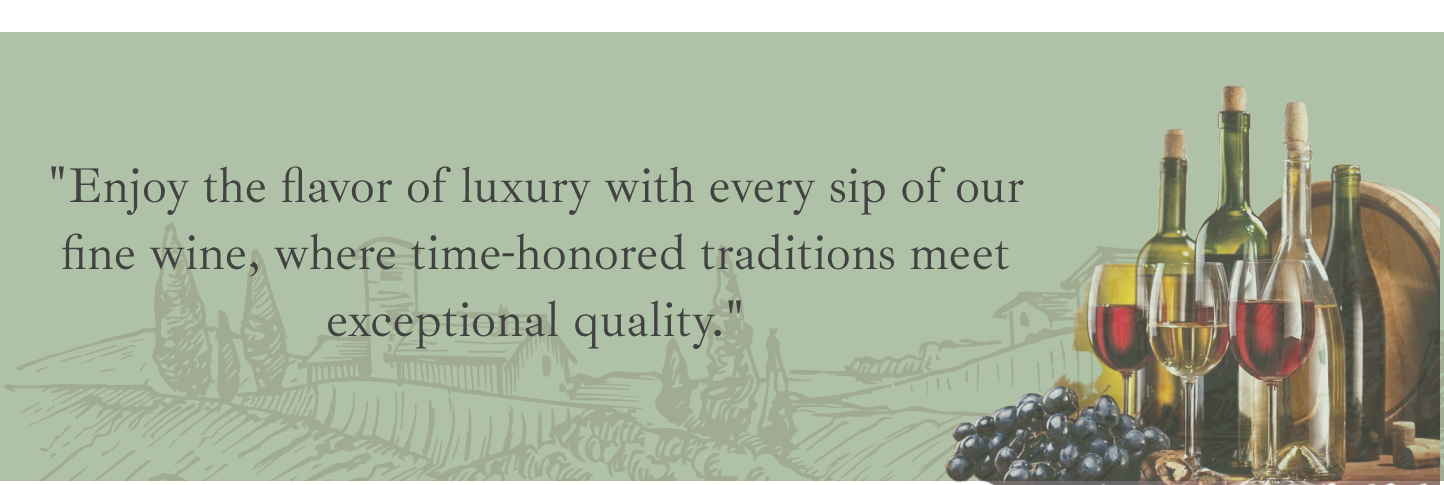 "Enjoy the flavor of luxury with every sip of our
fine wine, where time-honored traditions meet
exceptional quality."